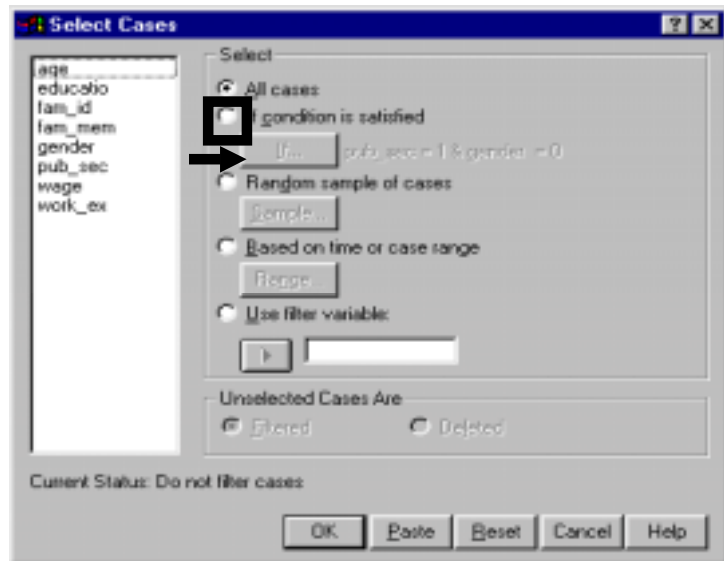 Select Cases
age
educatio
fam_id
fam_mem
gender
pub_sec
wage
work_ex
Select
All cases
If condition is satisfied
If... pub_sec = 1 & gender = 0
Random sample of cases
Sample...
Based on time or case range
Range...
Use filter variable:
Unselected Cases Are
Filtered Deleted
Current Status: Do not filter cases
OK Paste Reset Cancel Help